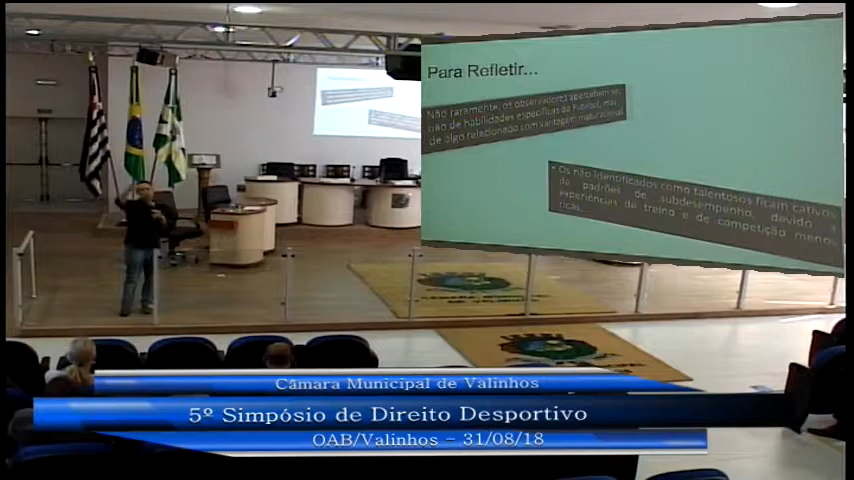 Para Refletir...
Não raramente, os observadores apercebem-se,
não de habilidades específicas do Futebol, mas
de algo relacionado com vantagem maturacional
• Os não identificados como talentosos ficam cativos
de padrões de subdesempenho, devido a
experiências de treino e de competição menos
ricas.
Câmara Municipal de Valinhos
5º Simpósio de Direito Desportivo
OAB/Valinhos - 31/08/18